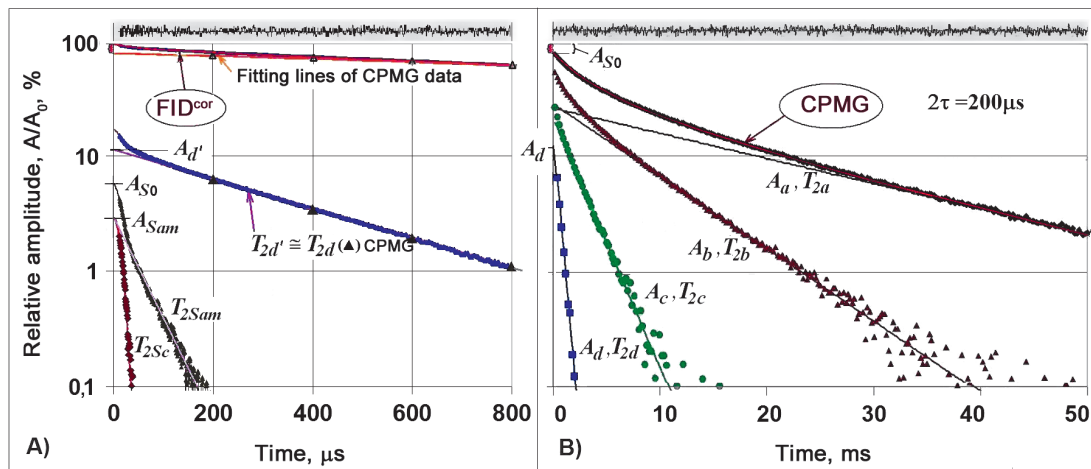 A)
Relative amplitude, A/A₀, %
100
10
1
0,1
FID^cor
Fitting lines of CPMG data
A_d'
A_S0
A_Sam
T_2d' ≅ T_2d (▲) CPMG
T_2Sam
T_2Sc
0 200 400 600 800
Time, μs
B)
A_S0
CPMG
2τ =200μs
A_d
A_a , T_2a
A_b , T_2b
A_c , T_2c
A_d , T_2d
0 10 20 30 40 50
Time, ms